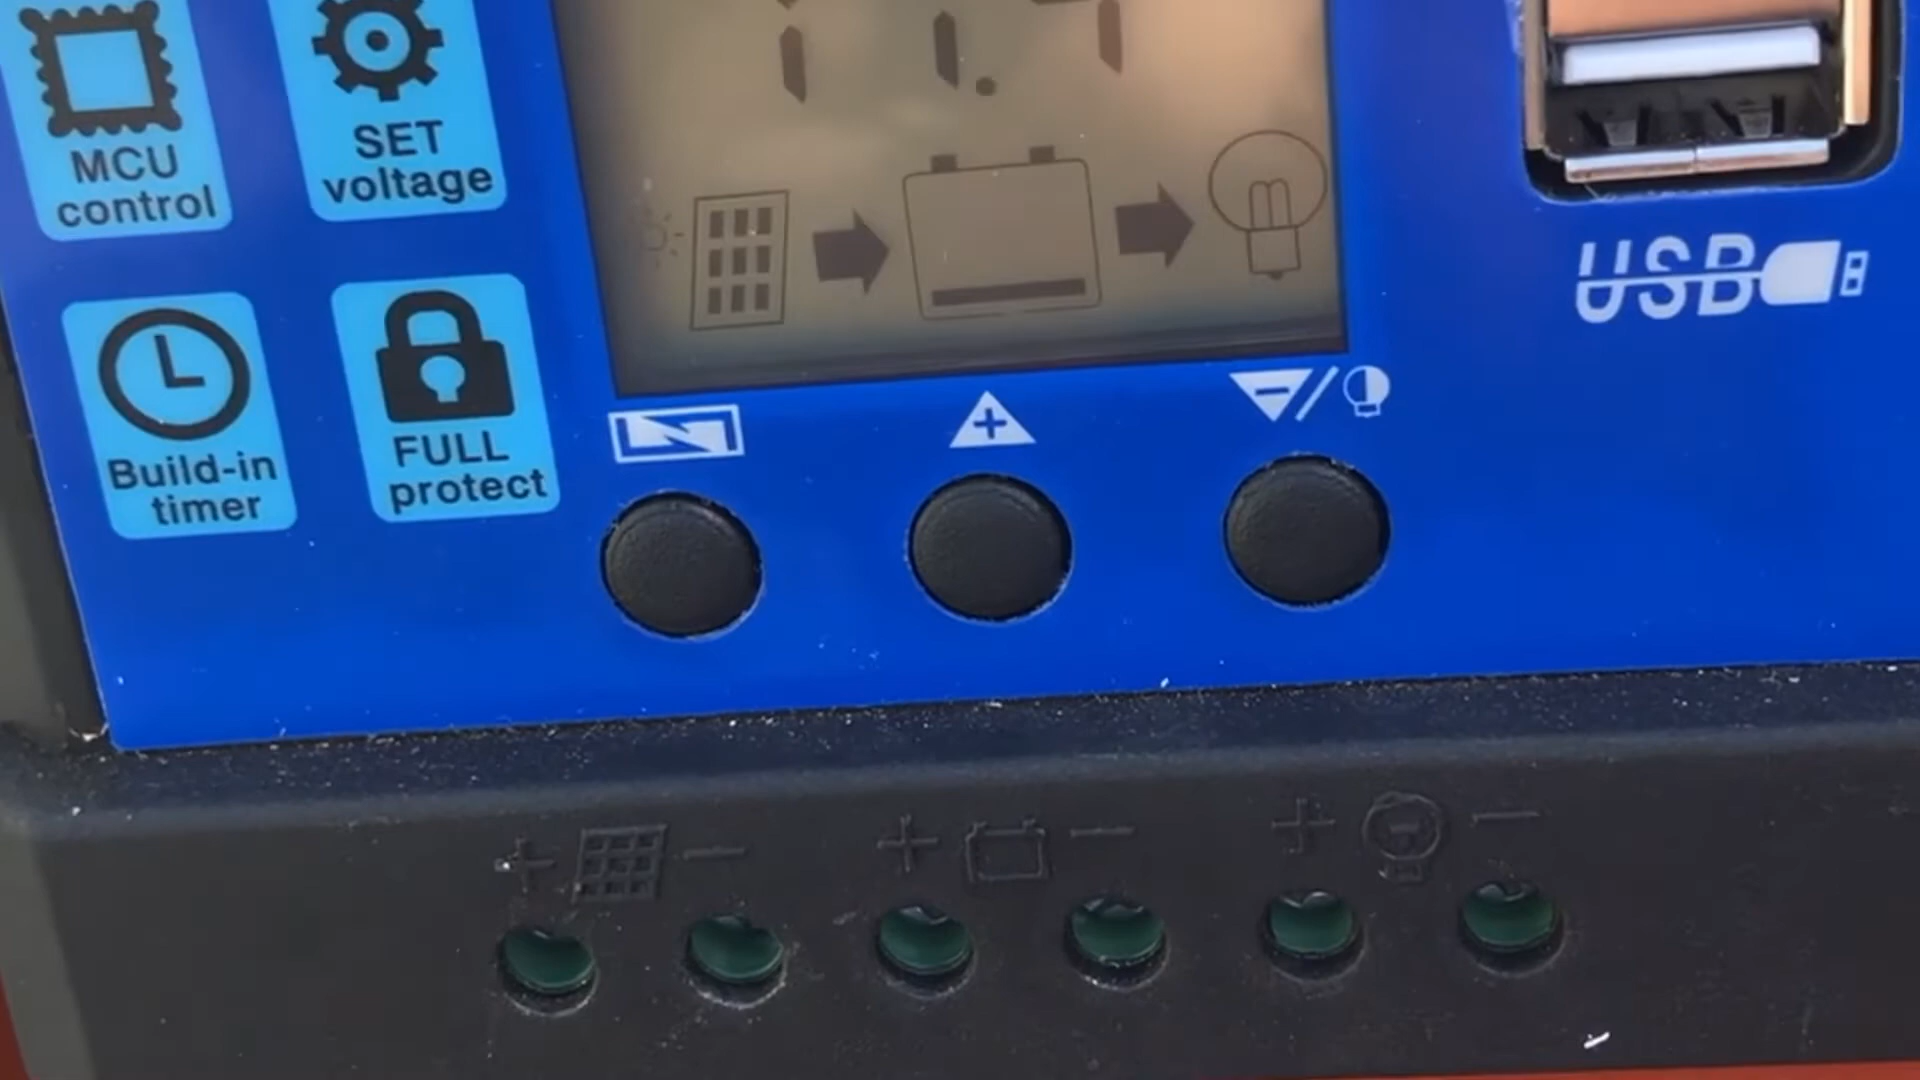 MCU
control
SET
voltage
Build-in
timer
FULL
protect
USB